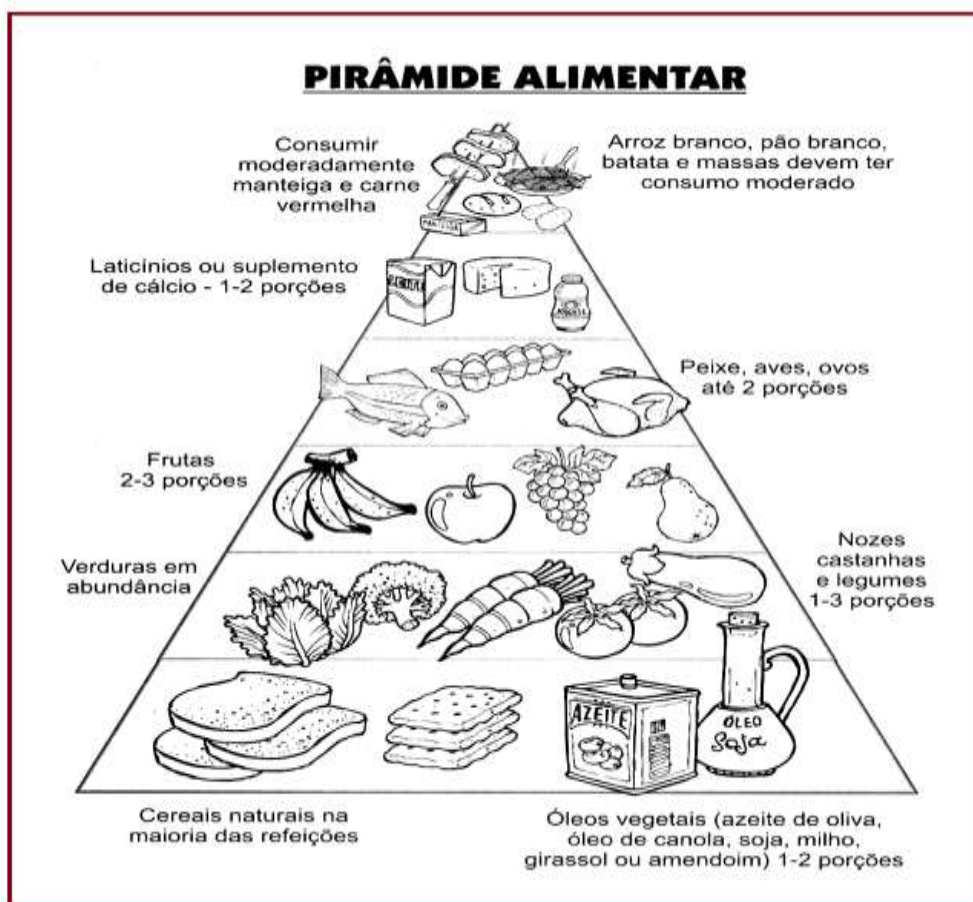 PIRÂMIDE ALIMENTAR
Consumir
moderadamente
manteiga e carne
vermelha
Arroz branco, pão branco,
batata e massas devem ter
consumo moderado
MANTEIGA
Laticínios ou suplemento
de cálcio - 1-2 porções
LEITE
Peixe, aves, ovos
até 2 porções
Frutas
2-3 porções
Verduras em
abundância
Nozes
castanhas
e legumes
1-3 porções
AZEITE
ÓLEO
Soja
Cereais naturais na
maioria das refeições
Óleos vegetais (azeite de oliva,
óleo de canola, soja, milho,
girassol ou amendoim) 1-2 porções